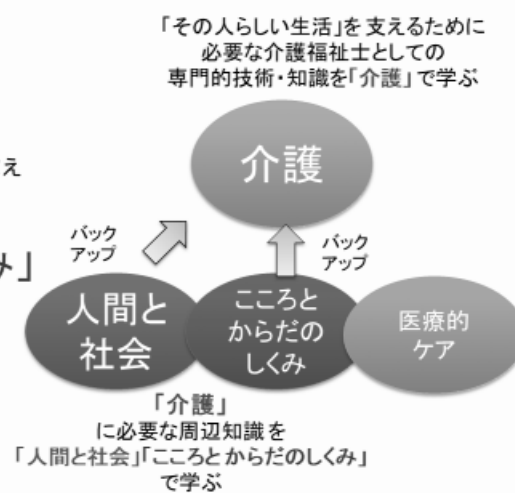 「その人らしい生活」を支えるために
必要な介護福祉士としての
専門的技術・知識を「介護」で学ぶ
介護
え
バック
アップ
バック
アップ
み」
人間と
社会
こころと
からだの
しくみ
医療的
ケア
「介護」
に必要な周辺知識を
「人間と社会」「こころとからだのしくみ」
で学ぶ